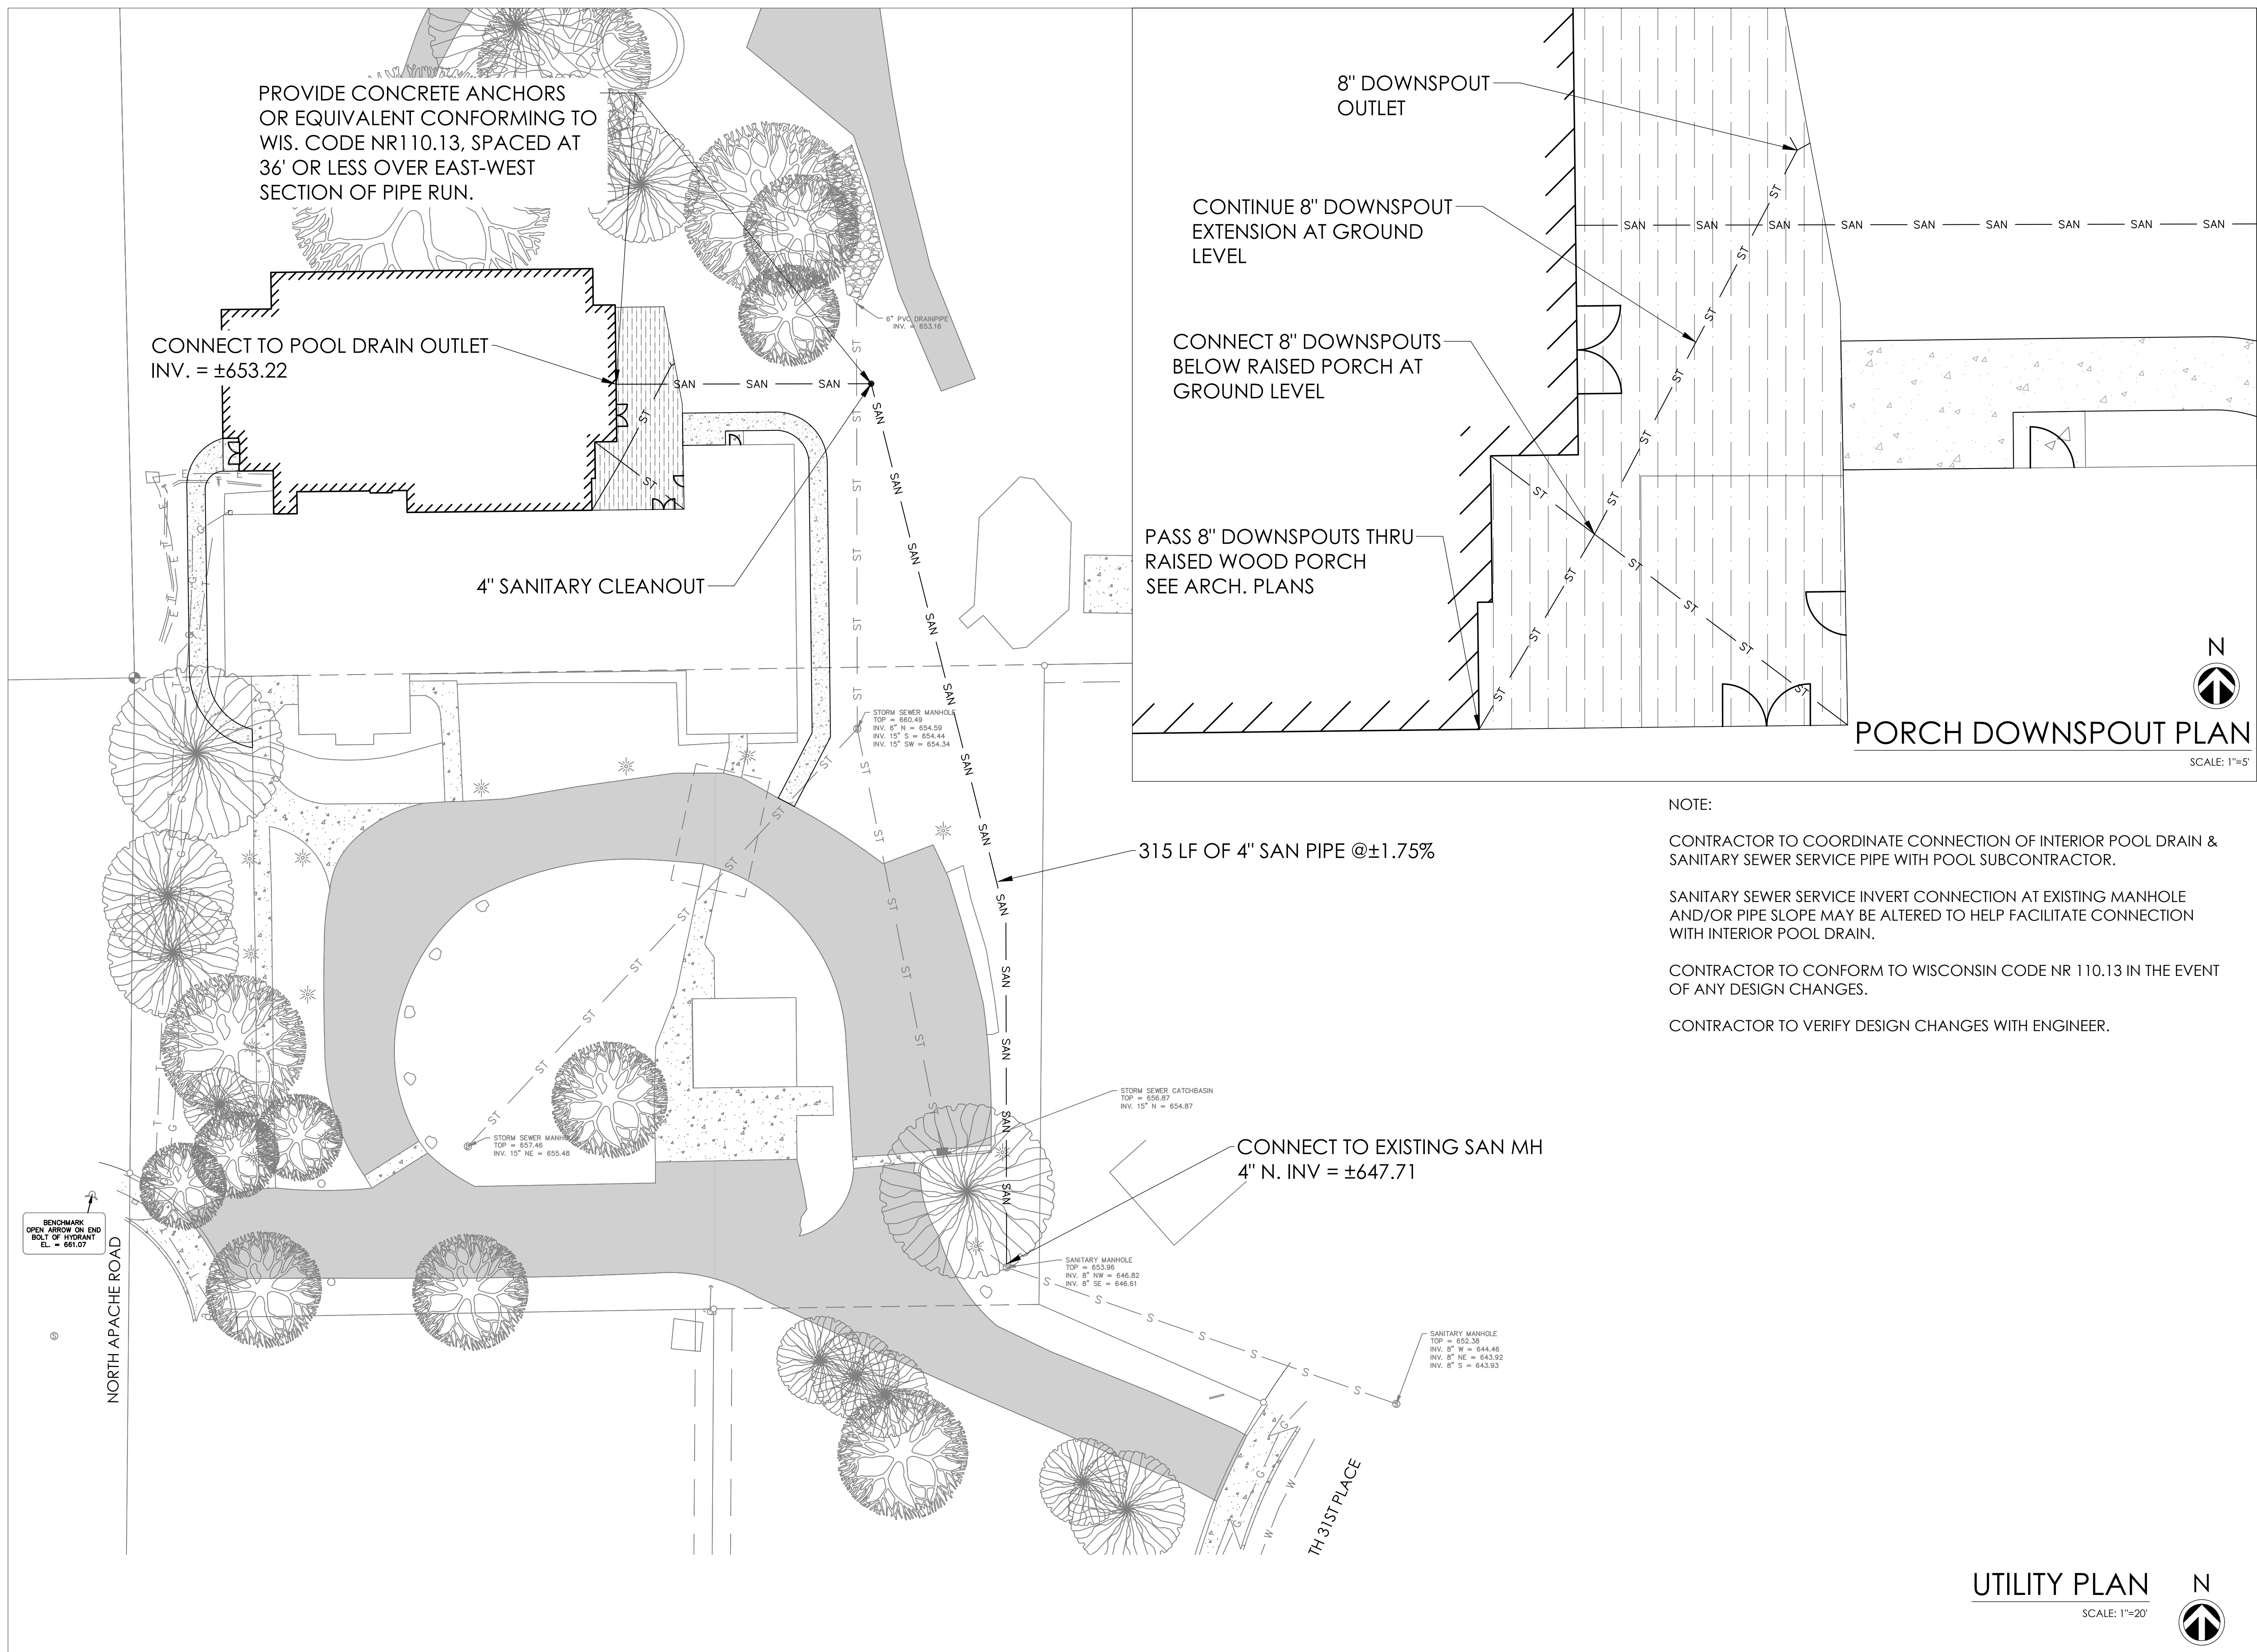 PROVIDE CONCRETE ANCHORS
OR EQUIVALENT CONFORMING TO
WIS. CODE NR110.13, SPACED AT
36' OR LESS OVER EAST-WEST
SECTION OF PIPE RUN.
CONNECT TO POOL DRAIN OUTLET
INV. = ±653.22
6" PVC DRAINPIPE
INV. = 653.16
SAN SAN SAN
4" SANITARY CLEANOUT
STORM SEWER MANHOLE
TOP = 660.49
INV. 6" N = 654.59
INV. 15" S = 654.44
INV. 15" SW = 654.34
315 LF OF 4" SAN PIPE @±1.75%
STORM SEWER MANHO
TOP = 657.46
INV. 15" NE = 655.48
STORM SEWER CATCHBASIN
TOP = 656.87
INV. 15" N = 654.87
CONNECT TO EXISTING SAN MH
4" N. INV = ±647.71
SANITARY MANHOLE
TOP = 653.96
INV. 8" NW = 646.82
INV. 8" SE = 646.61
SANITARY MANHOLE
TOP = 652.38
INV. 8" W = 644.46
INV. 8" NE = 643.92
INV. 8" S = 643.93
BENCHMARK
OPEN ARROW ON END
BOLT OF HYDRANT
EL. = 661.07
NORTH APACHE ROAD
TH 31ST PLACE
8" DOWNSPOUT
OUTLET
CONTINUE 8" DOWNSPOUT
EXTENSION AT GROUND
LEVEL
SAN SAN SAN SAN SAN SAN SAN SAN SAN
CONNECT 8" DOWNSPOUTS
BELOW RAISED PORCH AT
GROUND LEVEL
PASS 8" DOWNSPOUTS THRU
RAISED WOOD PORCH
SEE ARCH. PLANS
N
PORCH DOWNSPOUT PLAN
SCALE: 1"=5'
NOTE:
CONTRACTOR TO COORDINATE CONNECTION OF INTERIOR POOL DRAIN &
SANITARY SEWER SERVICE PIPE WITH POOL SUBCONTRACTOR.
SANITARY SEWER SERVICE INVERT CONNECTION AT EXISTING MANHOLE
AND/OR PIPE SLOPE MAY BE ALTERED TO HELP FACILITATE CONNECTION
WITH INTERIOR POOL DRAIN.
CONTRACTOR TO CONFORM TO WISCONSIN CODE NR 110.13 IN THE EVENT
OF ANY DESIGN CHANGES.
CONTRACTOR TO VERIFY DESIGN CHANGES WITH ENGINEER.
UTILITY PLAN
SCALE: 1"=20'
N